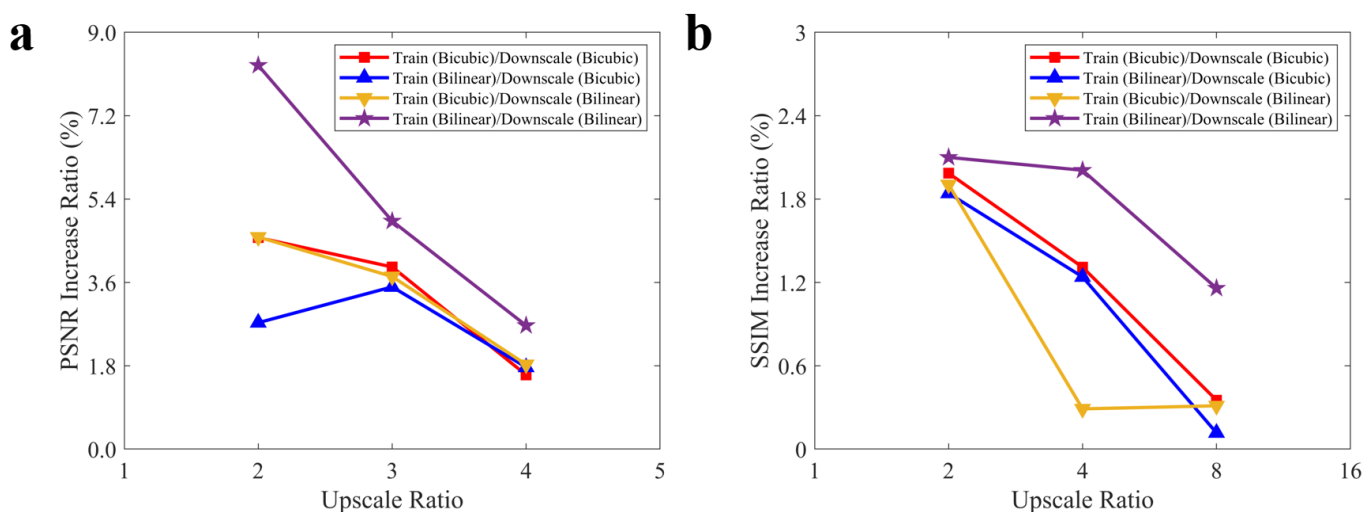 a
9.0
7.2
5.4
3.6
1.8
0.0
PSNR Increase Ratio (%)
1 2 3 4 5
Upscale Ratio
Train (Bicubic)/Downscale (Bicubic)
Train (Bilinear)/Downscale (Bicubic)
Train (Bicubic)/Downscale (Bilinear)
Train (Bilinear)/Downscale (Bilinear)
b
3
2.4
1.8
1.2
0.6
0
SSIM Increase Ratio (%)
1 2 4 8 16
Upscale Ratio
Train (Bicubic)/Downscale (Bicubic)
Train (Bilinear)/Downscale (Bicubic)
Train (Bicubic)/Downscale (Bilinear)
Train (Bilinear)/Downscale (Bilinear)